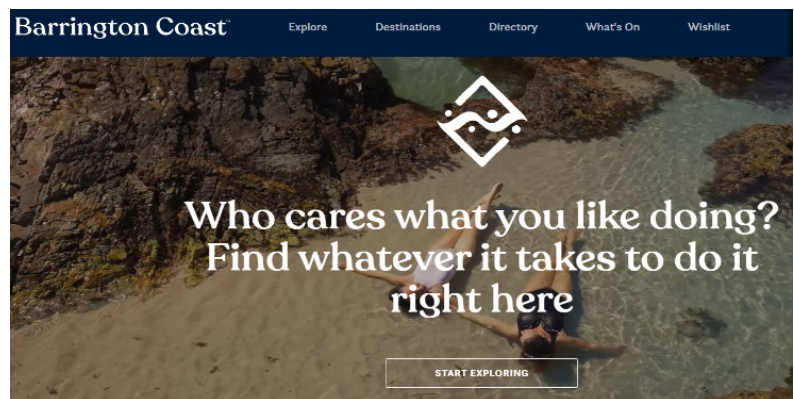 Barrington Coast™
Explore Destinations Directory What's On Wishlist
Who cares what you like doing?
Find whatever it takes to do it
right here
START EXPLORING